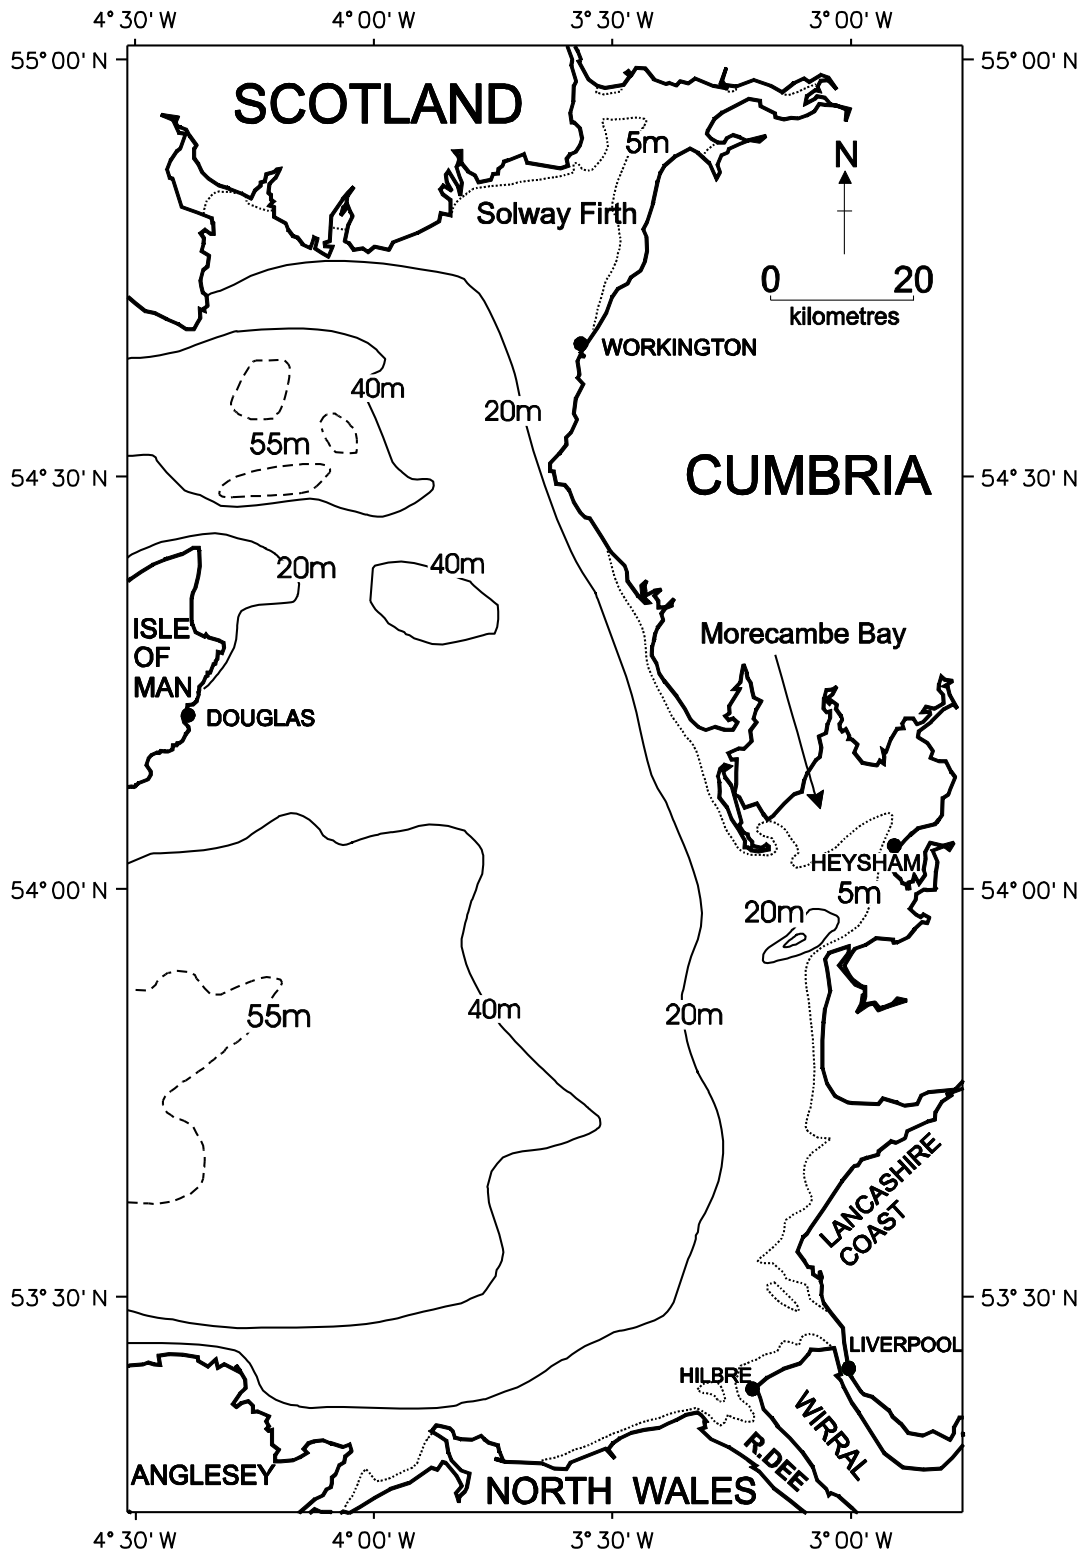 4° 30' W
4° 00' W
3° 30' W
3° 00' W
55° 00' N
55° 00' N
SCOTLAND
5m
N
Solway Firth
0
20
kilometres
WORKINGTON
40m
20m
55m
54° 30' N
CUMBRIA
54° 30' N
20m
40m
ISLE
OF
MAN
Morecambe Bay
DOUGLAS
HEYSHAM
54° 00' N
5m
54° 00' N
20m
55m
40m
20m
LANCASHIRE
COAST
53° 30' N
53° 30' N
LIVERPOOL
HILBRE
WIRRAL
R.DEE
ANGLESEY
NORTH WALES
4° 30' W
4° 00' W
3° 30' W
3° 00' W